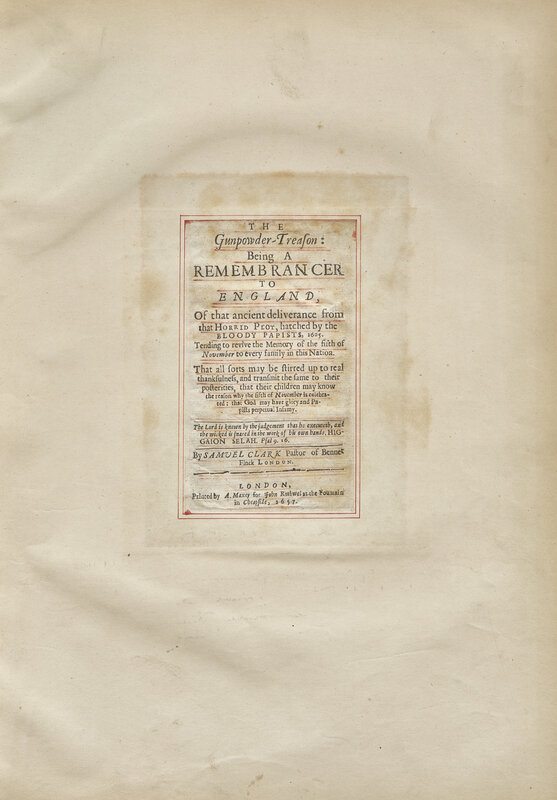 THE
Gunpowder-Treaſon:
Being A
REMEMBRANCER
TO
ENGLAND,
Of that ancient deliverance from
that HORRID PLOT, hatched by the
BLOODY PAPISTS, 1605.
Tending to revive the Memory of the fifth of
November to every family in this Nation.
That all ſorts may be ſtirred up to real
thankfulneſs, and tranſmit the ſame to their
poſterities, that their children may know
the reaſon why the fifth of November is celebra-
ted; that God may have glory and Pa-
piſts perpetual Infamy.
The Lord is known by the judgement that he executeth, and
the wicked is ſnared in the work of his own hands. HIG-
GAION SELAH. Pſal 9. 16.
By SAMUEL CLARK Paſtor of Bennet
Finck LONDON.
LONDON,
Printed by A. Maxey for John Rothwel at the Fountain
in Cheapſide, 1657.